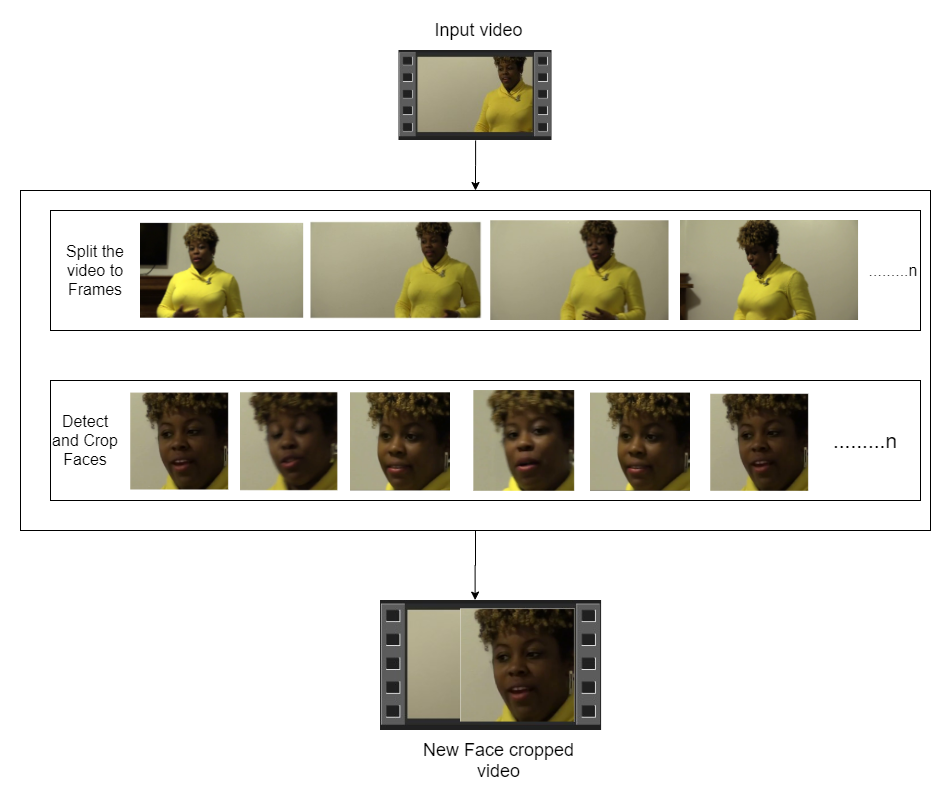 Input video
Split the
video to
Frames
.........n
Detect
and Crop
Faces
.........n
New Face cropped
video